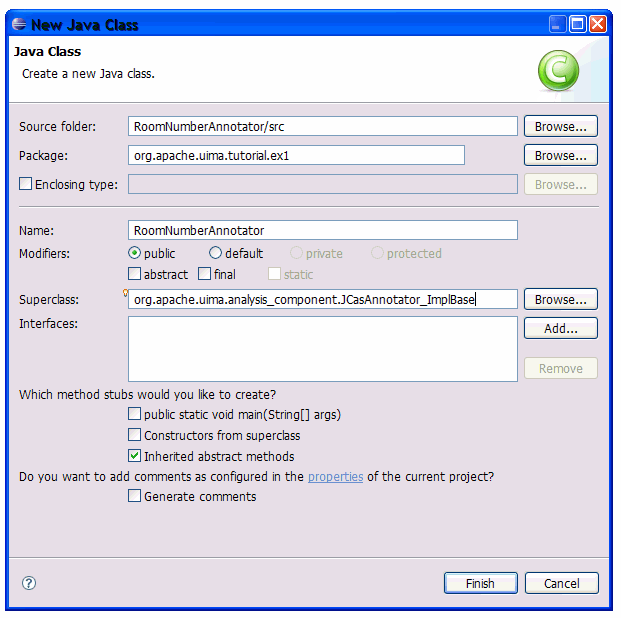 New Java Class
Java Class
Create a new Java class.
C
Source folder: RoomNumberAnnotator/src Browse...
Package: org.apache.uima.tutorial.ex1 Browse...
Enclosing type: Browse...
Name: RoomNumberAnnotator
Modifiers: public default private protected
abstract final static
Superclass: org.apache.uima.analysis_component.JCasAnnotator_ImplBase Browse...
Interfaces: Add...
Remove
Which method stubs would you like to create?
public static void main(String[] args)
Constructors from superclass
Inherited abstract methods
Do you want to add comments as configured in the properties of the current project?
Generate comments
? Finish Cancel